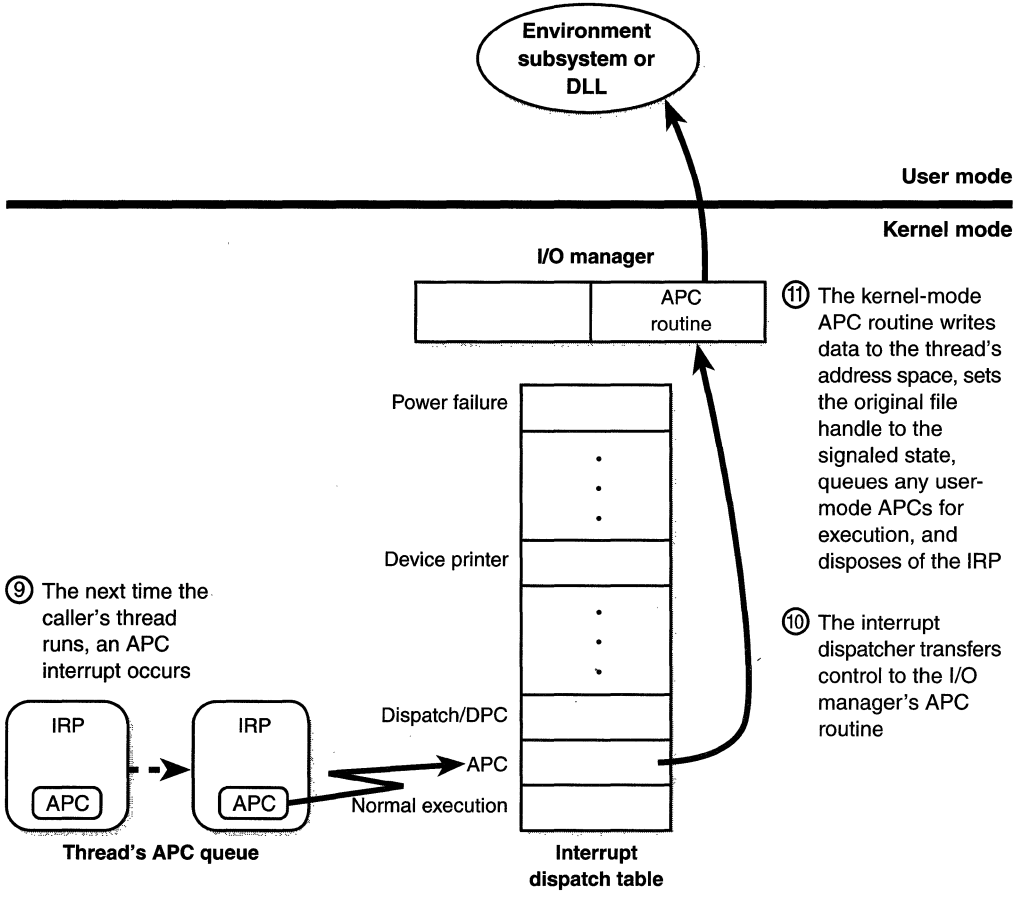 Environment
subsystem or
DLL
User mode
Kernel mode
I/O manager
APC
routine
⑪ The kernel-mode
APC routine writes
data to the thread's
address space, sets
the original file
handle to the
signaled state,
queues any user-
mode APCs for
execution, and
disposes of the IRP
Power failure
Device printer
⑨ The next time the
caller's thread
runs, an APC
interrupt occurs
⑩ The interrupt
dispatcher transfers
control to the I/O
manager's APC
routine
IRP
APC
IRP
APC
Dispatch/DPC
APC
Normal execution
Thread's APC queue
Interrupt
dispatch table